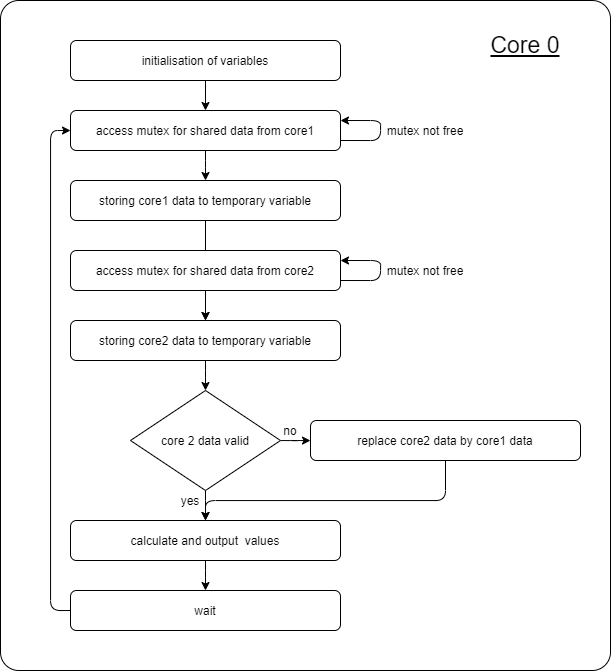 Core 0
initialisation of variables
access mutex for shared data from core1
mutex not free
storing core1 data to temporary variable
access mutex for shared data from core2
mutex not free
storing core2 data to temporary variable
core 2 data valid
no
replace core2 data by core1 data
yes
calculate and output values
wait